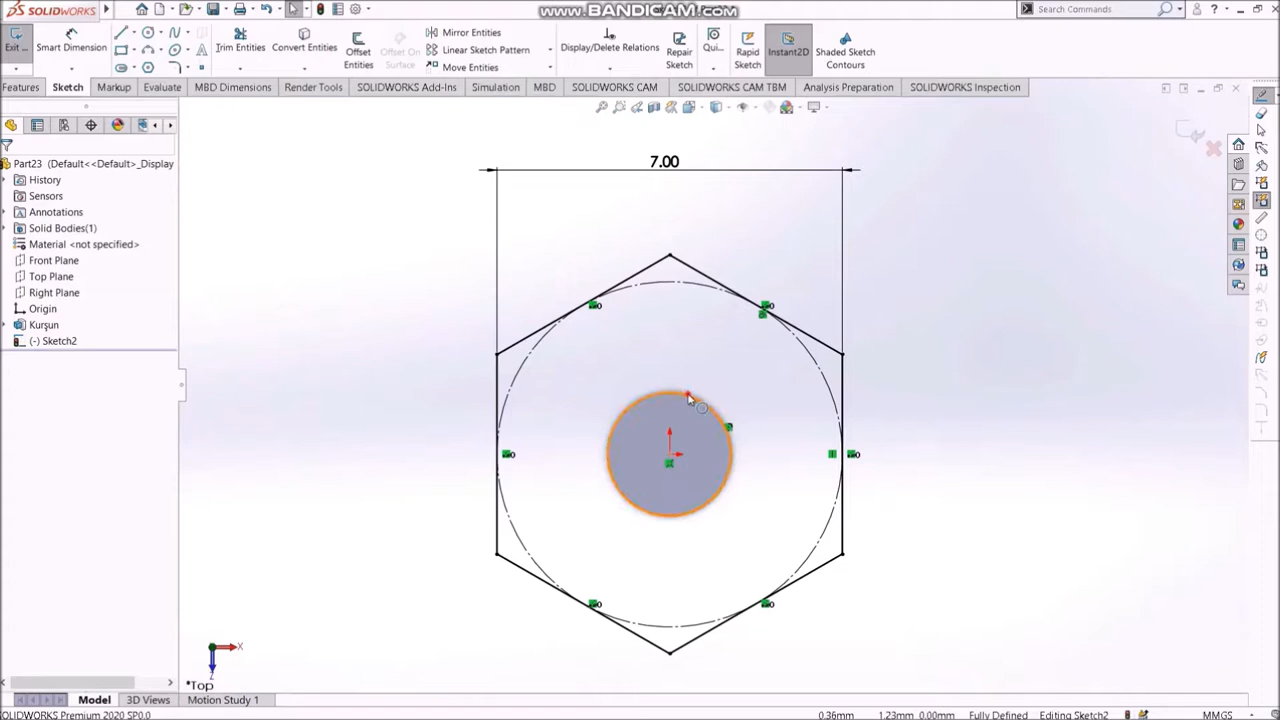 SOLIDWORKS
www.BANDICAM.com
Search Commands
Exit ...
Smart Dimension
Trim Entities
Convert Entities
Offset Entities
Offset On Surface
Mirror Entities
Linear Sketch Pattern
Move Entities
Display/Delete Relations
Repair Sketch
Qui...
Rapid Sketch
Instant2D
Shaded Sketch Contours
Features
Sketch
Markup
Evaluate
MBD Dimensions
Render Tools
SOLIDWORKS Add-Ins
Simulation
MBD
SOLIDWORKS CAM
SOLIDWORKS CAM TBM
Analysis Preparation
SOLIDWORKS Inspection
Part23 (Default<<Default>_Display
History
Sensors
Annotations
Solid Bodies(1)
Material <not specified>
Front Plane
Top Plane
Right Plane
Origin
Kurşun
(-) Sketch2
7.00
X
Z
*Top
Model
3D Views
Motion Study 1
SOLIDWORKS Premium 2020 SP0.0
0.36mm
1.23mm
0.00mm
Fully Defined
Editing Sketch2
MMGS